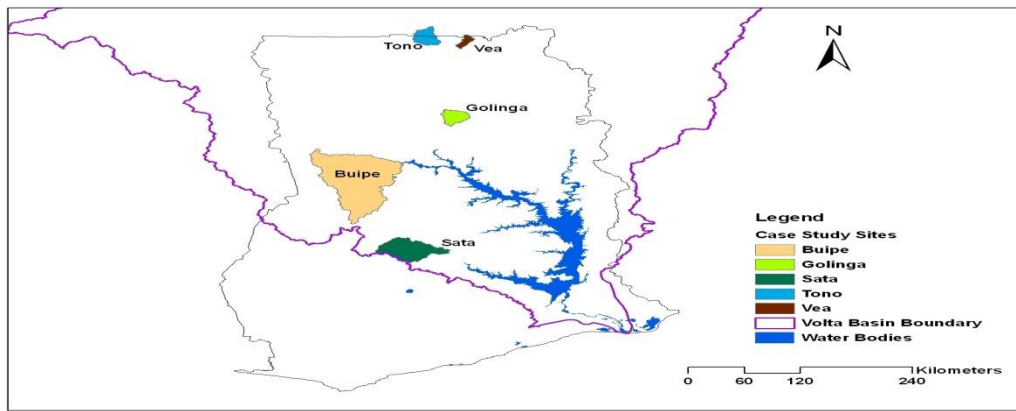 N
Tono
Vea
Golinga
Buipe
Sata
Legend
Case Study Sites
Buipe
Golinga
Sata
Tono
Vea
Volta Basin Boundary
Water Bodies
Kilometers
0 60 120 240